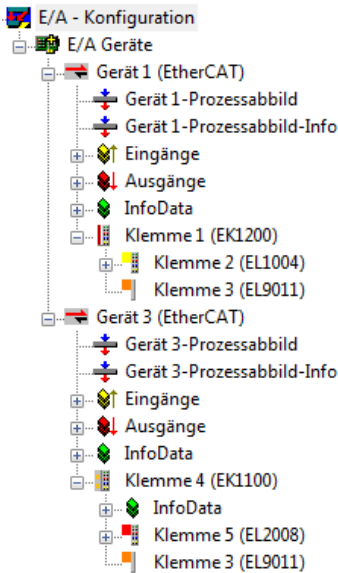 E/A - Konfiguration
E/A Geräte
Gerät 1 (EtherCAT)
Gerät 1-Prozessabbild
Gerät 1-Prozessabbild-Info
Eingänge
Ausgänge
InfoData
Klemme 1 (EK1200)
Klemme 2 (EL1004)
Klemme 3 (EL9011)
Gerät 3 (EtherCAT)
Gerät 3-Prozessabbild
Gerät 3-Prozessabbild-Info
Eingänge
Ausgänge
InfoData
Klemme 4 (EK1100)
InfoData
Klemme 5 (EL2008)
Klemme 3 (EL9011)